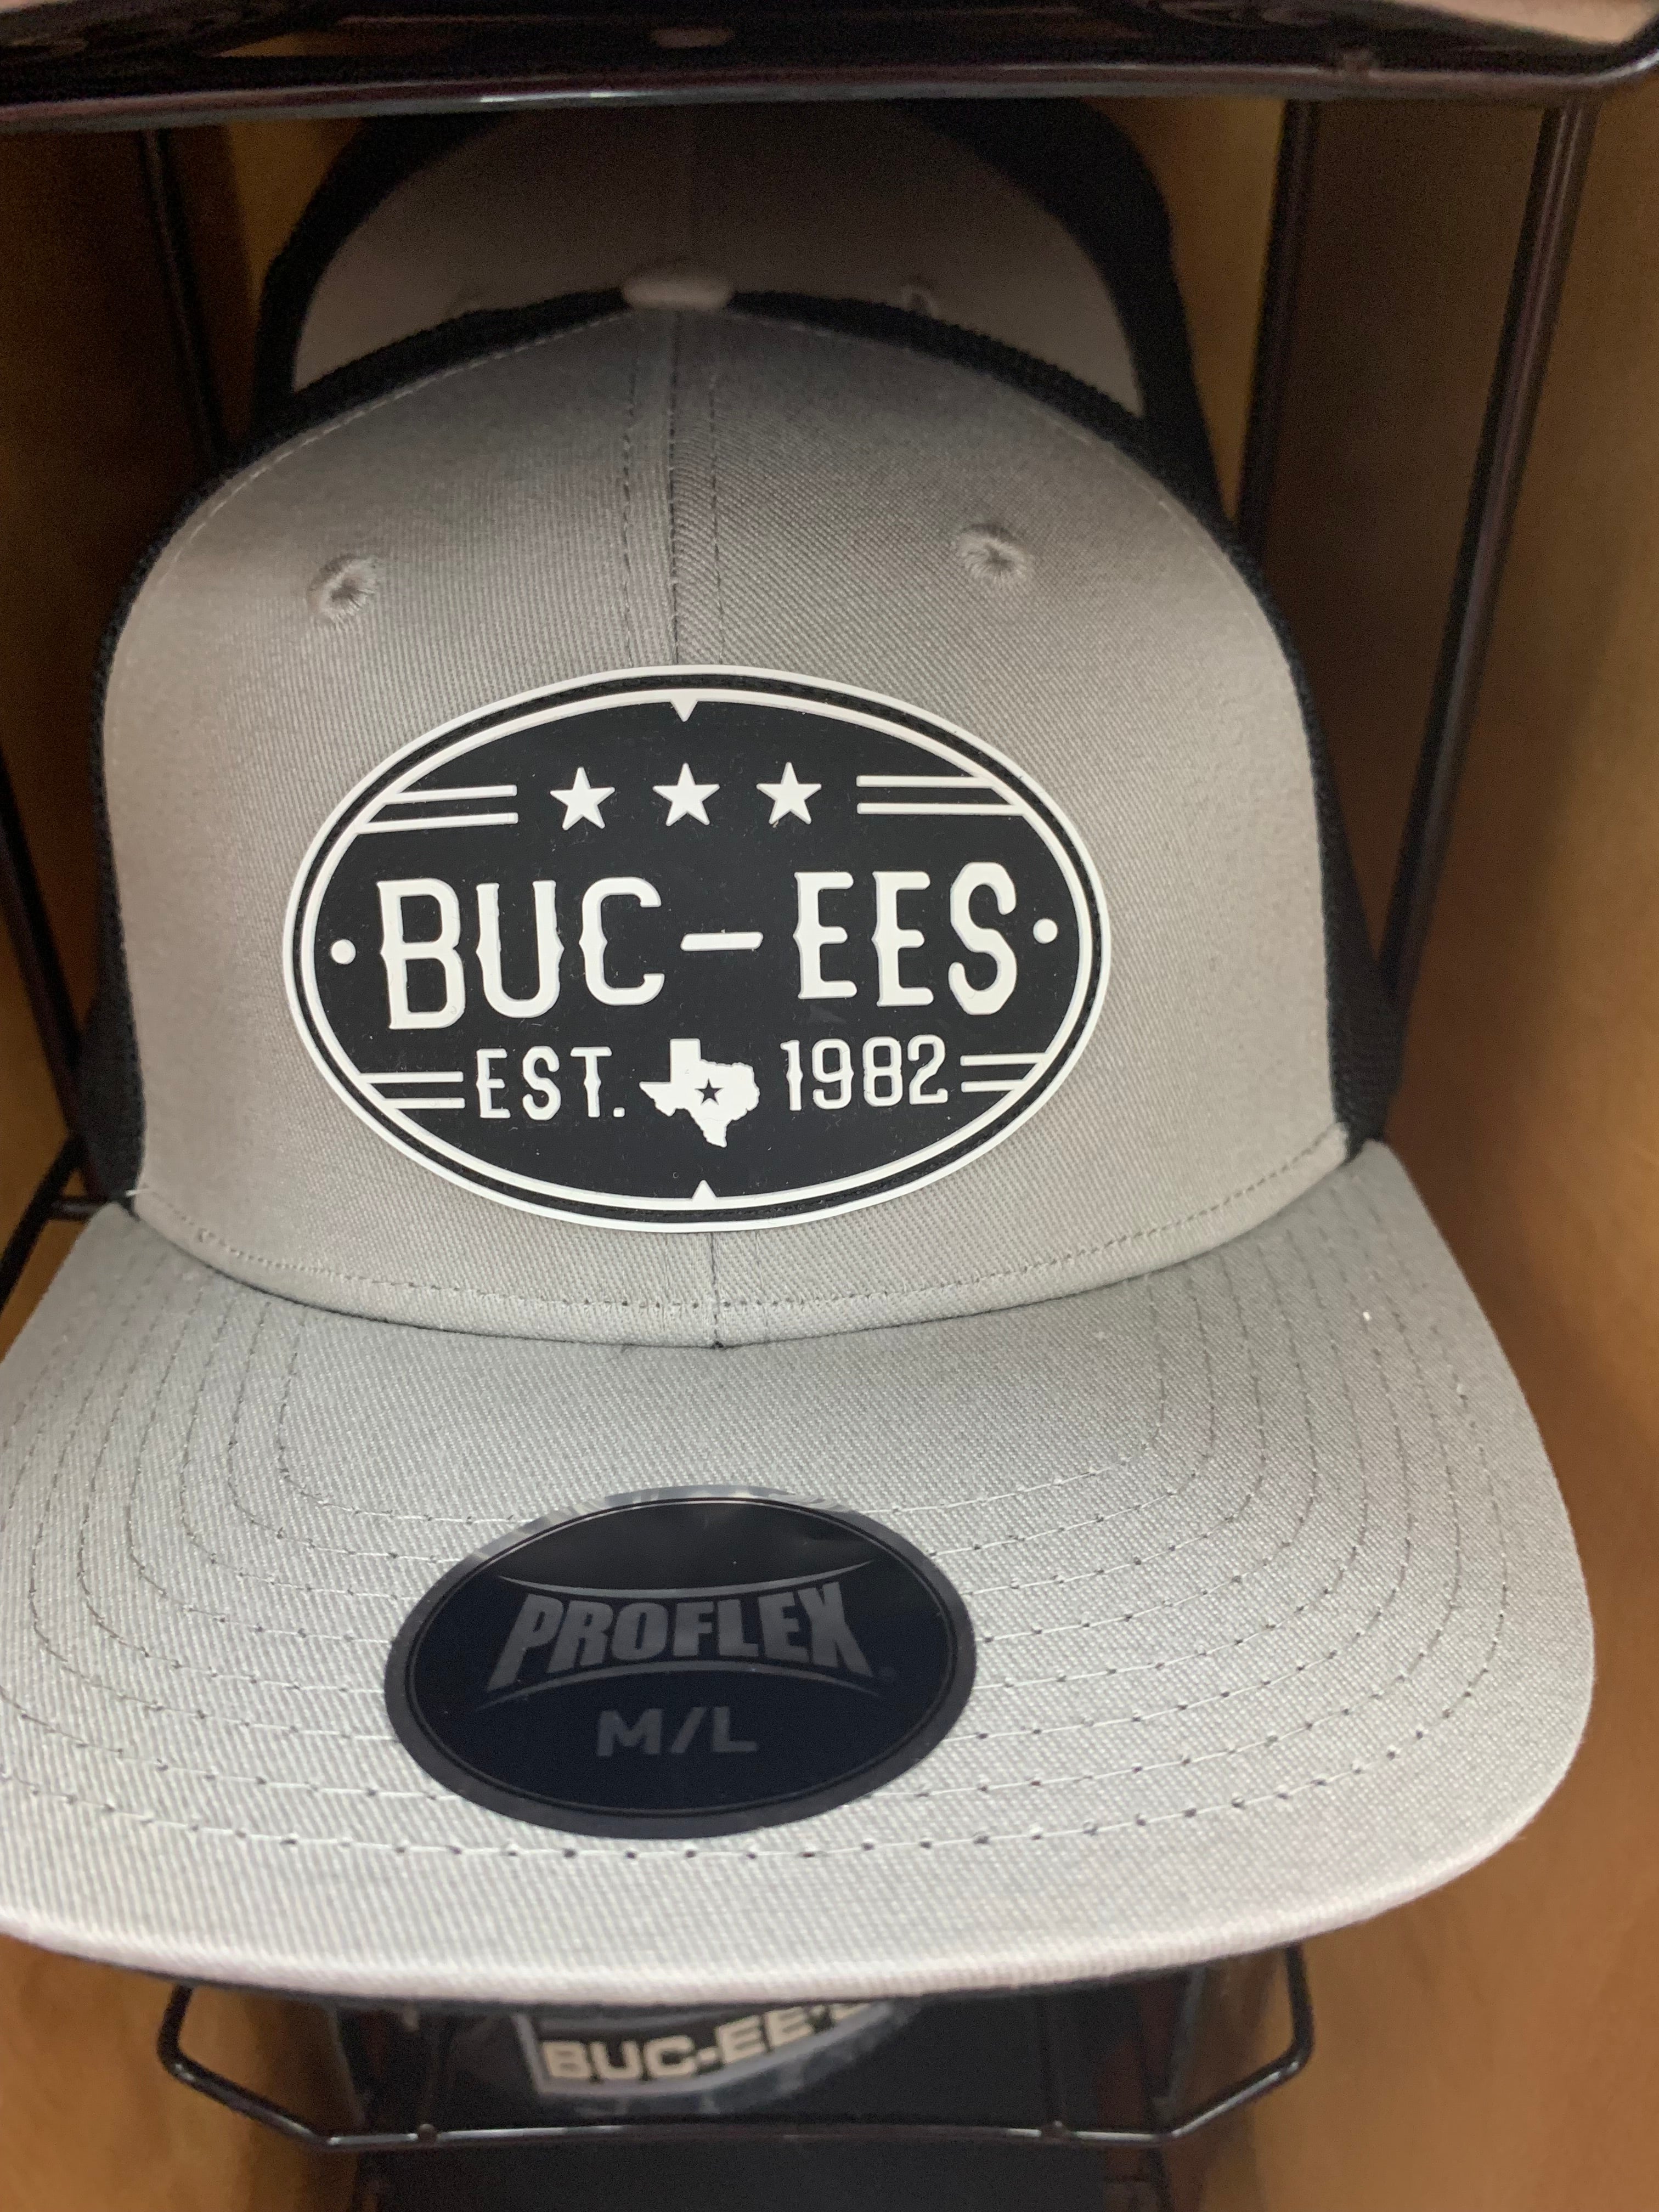 BUC-EES
EST. 1982
PROFLEX
M/L
BUC-EE'S